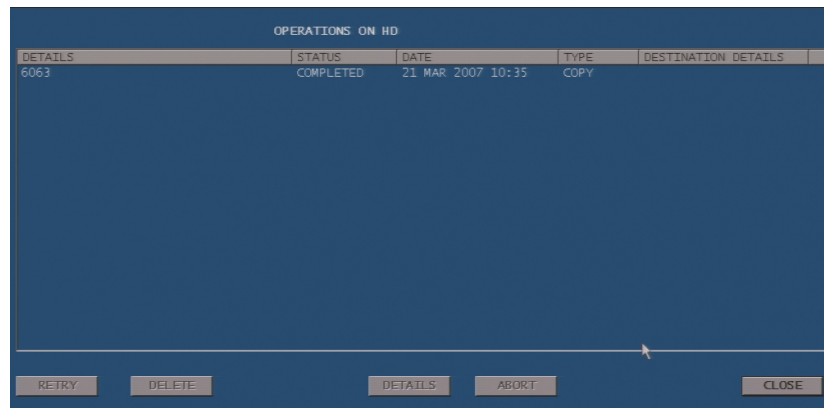 OPERATIONS ON HD
DETAILS STATUS DATE TYPE DESTINATION DETAILS
6063 COMPLETED 21 MAR 2007 10:35 COPY
RETRY DELETE DETAILS ABORT CLOSE